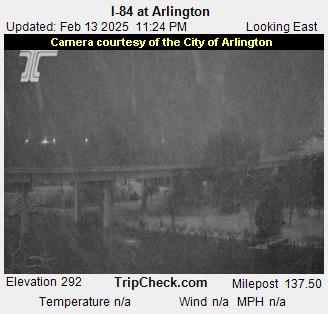 I-84 at Arlington
Updated: Feb 13 2025 11:24 PM Looking East
Camera courtesy of the City of Arlington
Elevation 292 TripCheck.com Milepost 137.50
Temperature n/a Wind n/a MPH n/a